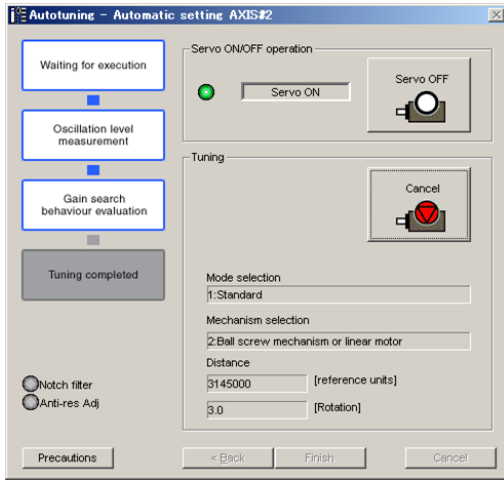 Autotuning - Automatic setting AXIS#2
Waiting for execution
Oscillation level
measurement
Gain search
behaviour evaluation
Tuning completed
Notch filter
Anti-res Adj
Precautions
Servo ON/OFF operation
Servo ON
Servo OFF
Tuning
Cancel
Mode selection
1:Standard
Mechanism selection
2:Ball screw mechanism or linear motor
Distance
3145000 [reference units]
3.0 [Rotation]
< Back
Finish
Cancel